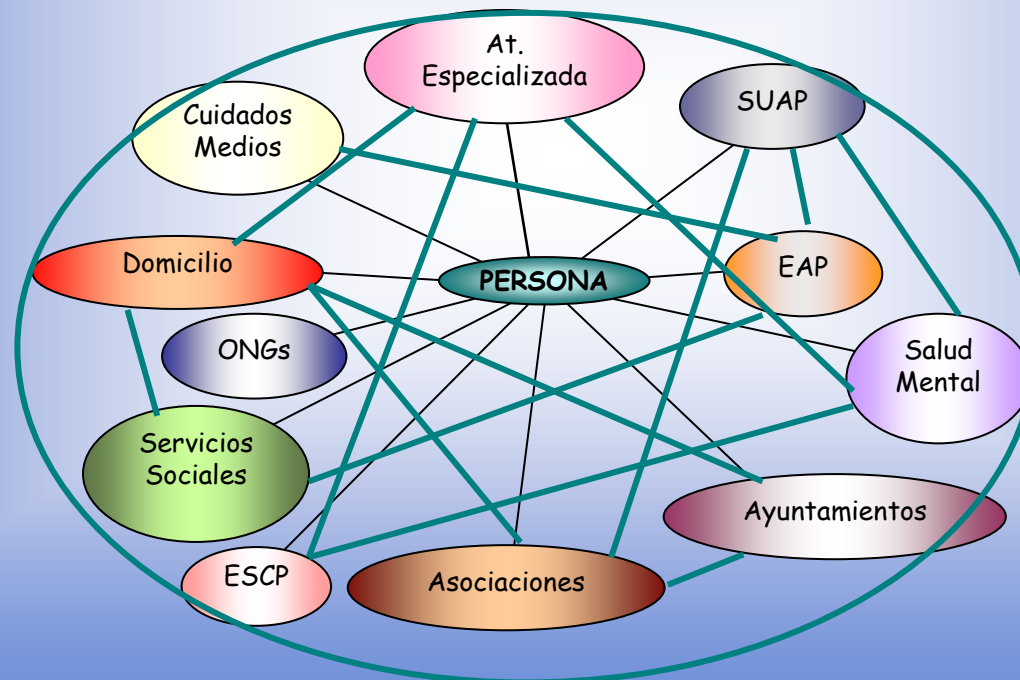 At.
Especializada
SUAP
Cuidados
Medios
Domicilio
PERSONA
EAP
ONGs
Salud
Mental
Servicios
Sociales
Ayuntamientos
ESCP
Asociaciones